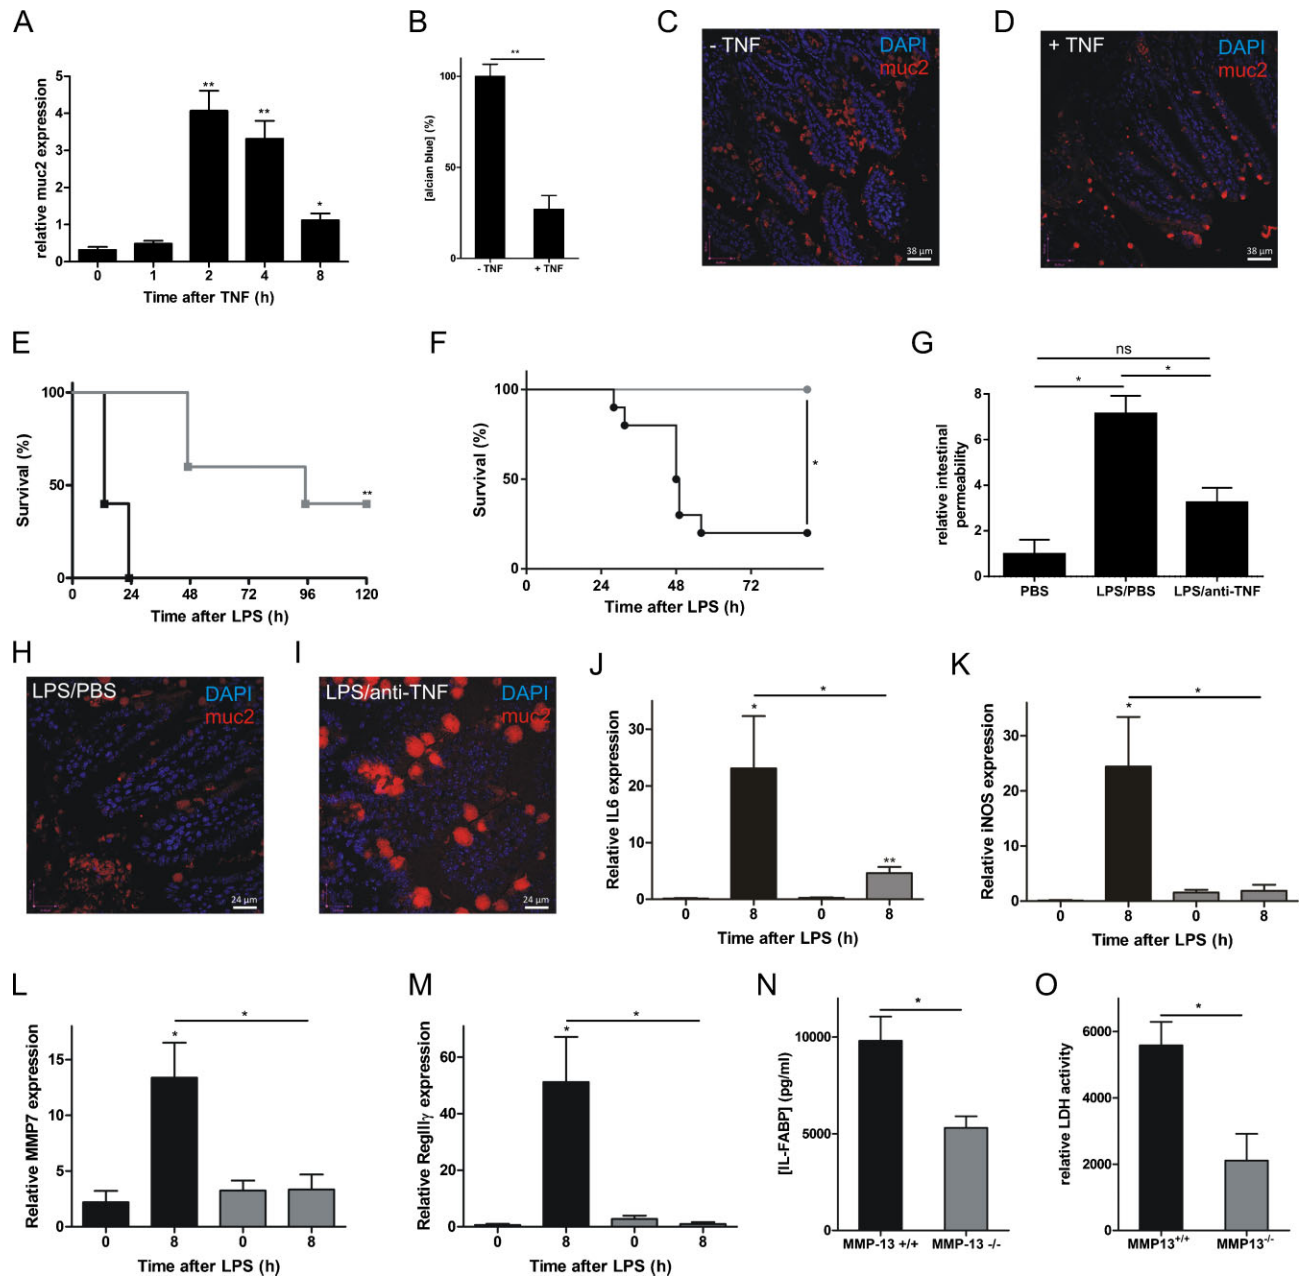 A
relative muc2 expression
5
4
3
2
1
0
** ** *
0 1 2 4 8
Time after TNF (h)
B
[alcian blue] (%)
100
50
0
**
- TNF + TNF
C
- TNF DAPI
muc2
38 µm
D
+ TNF DAPI
muc2
38 µm
E
Survival (%)
100
50
0
**
0 24 48 72 96 120
Time after LPS (h)
F
Survival (%)
100
50
0
*
0 24 48 72
Time after LPS (h)
G
relative intestinal
permeability
8
6
4
2
0
ns
* *
PBS LPS/PBS LPS/anti-TNF
H
LPS/PBS DAPI
muc2
24 µm
I
LPS/anti-TNF DAPI
muc2
24 µm
J
Relative IL6 expression
30
20
10
0
*
* **
0 8 0 8
Time after LPS (h)
K
Relative iNOS expression
30
20
10
0
*
*
0 8 0 8
Time after LPS (h)
L
Relative MMP7 expression
15
10
5
0
*
*
0 8 0 8
Time after LPS (h)
M
Relative RegIIIγ expression
60
40
20
0
*
*
0 8 0 8
Time after LPS (h)
N
[IL-FABP] (pg/ml)
10000
5000
0
*
MMP-13 +/+ MMP-13 -/-
O
relative LDH activity
6000
4000
2000
0
*
MMP13+/+ MMP13-/-